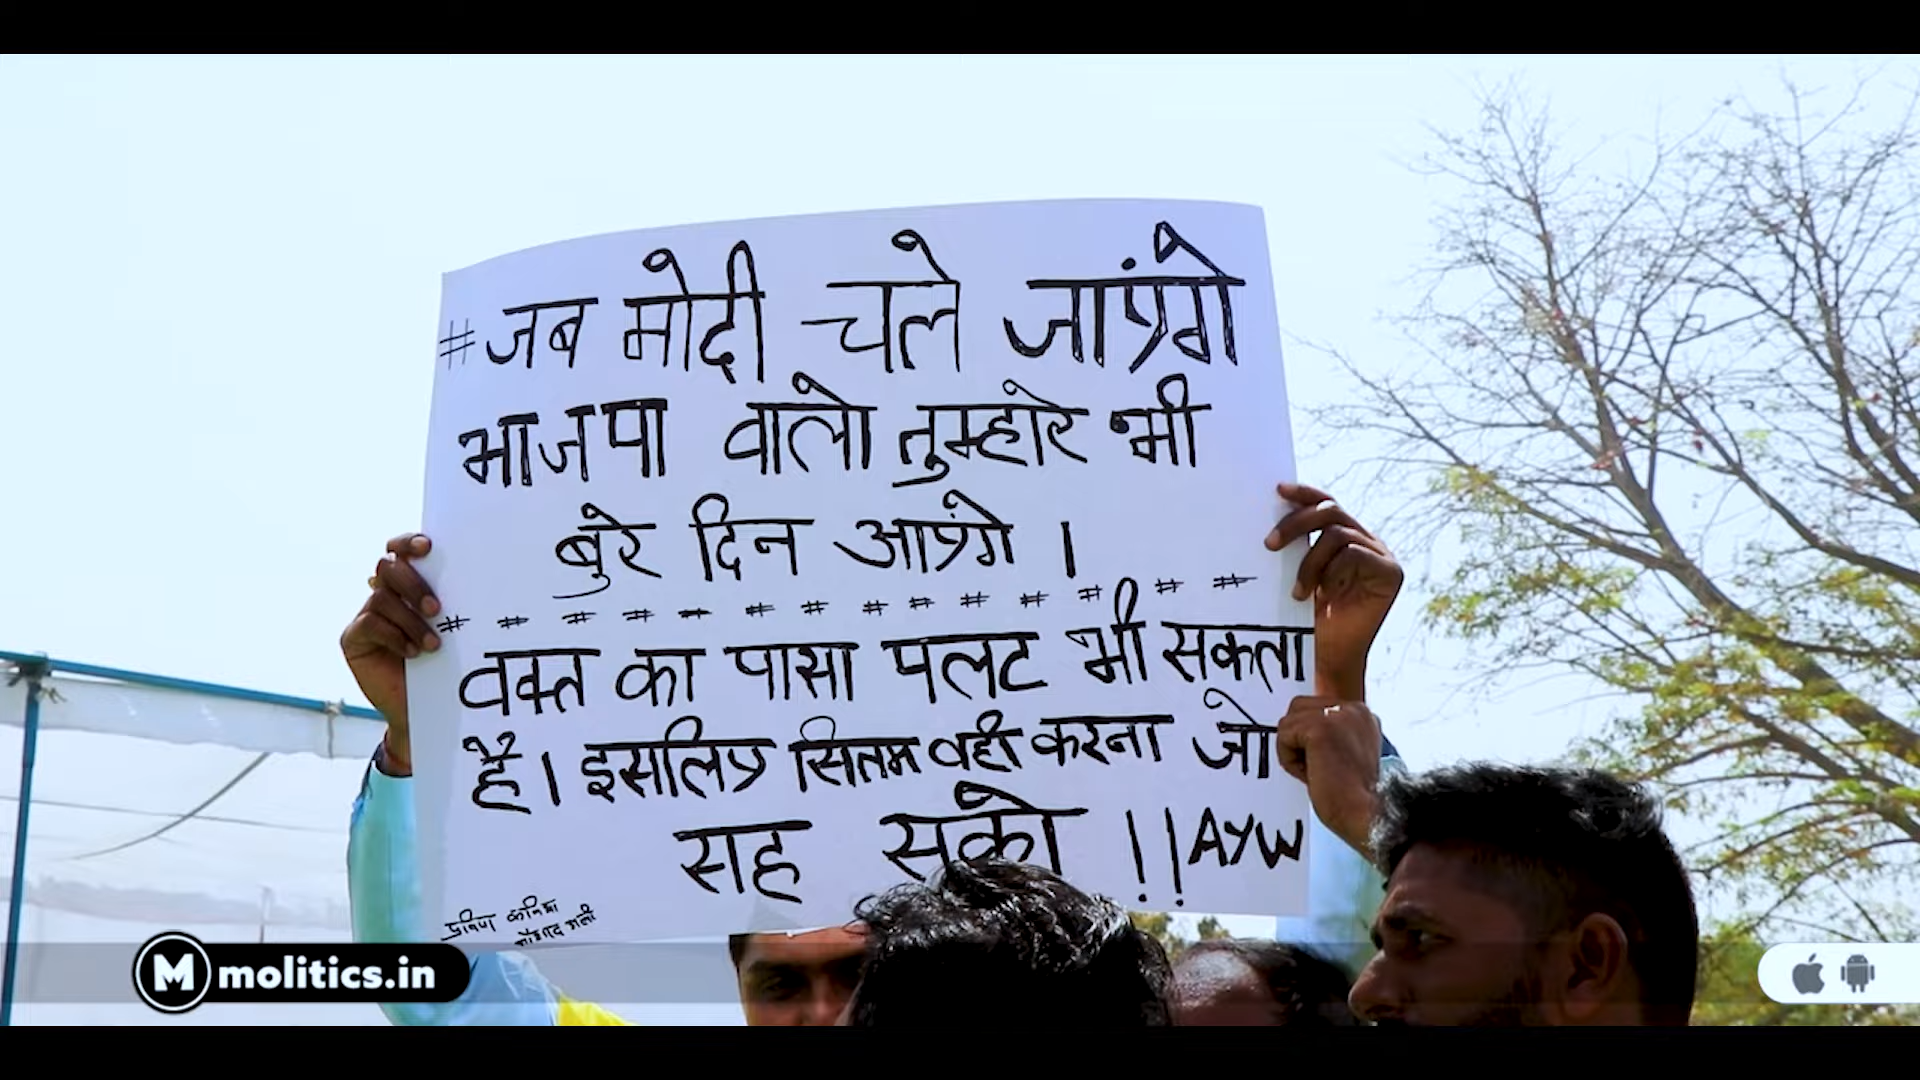 #जब मोदी चले जाएंगे
भाजपा वालो तुम्हारे भी
बुरे दिन आएंगे ।
# # # # # # # # # # # # # #
वक्त का पासा पलट भी सकता
है। इसलिए सितम वही करना जो
सह सको !! AYW
molitics.in